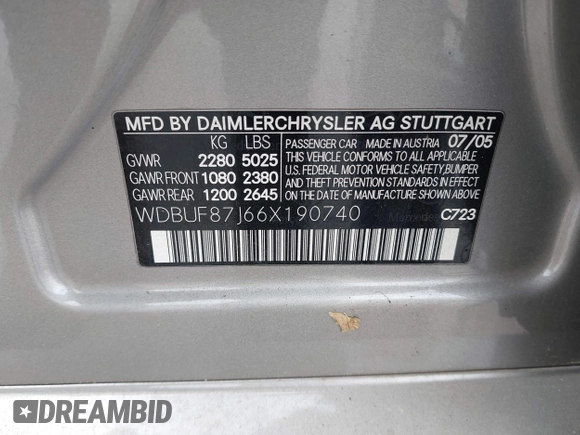 MFD BY DAIMLERCHRYSLER AG STUTTGART
KG LBS
GVWR 2280 5025
GAWR FRONT 1080 2380
GAWR REAR 1200 2645
PASSENGER CAR MADE IN AUSTRIA 07/05
THIS VEHICLE CONFORMS TO ALL APPLICABLE
U.S. FEDERAL MOTOR VEHICLE SAFETY, BUMPER,
AND THEFT PREVENTION STANDARDS IN EFFECT
ON THE DATE OF MANUFACTURE SHOWN ABOVE.
WDBUF87J66X190740
Mercedes C723
DREAMBID